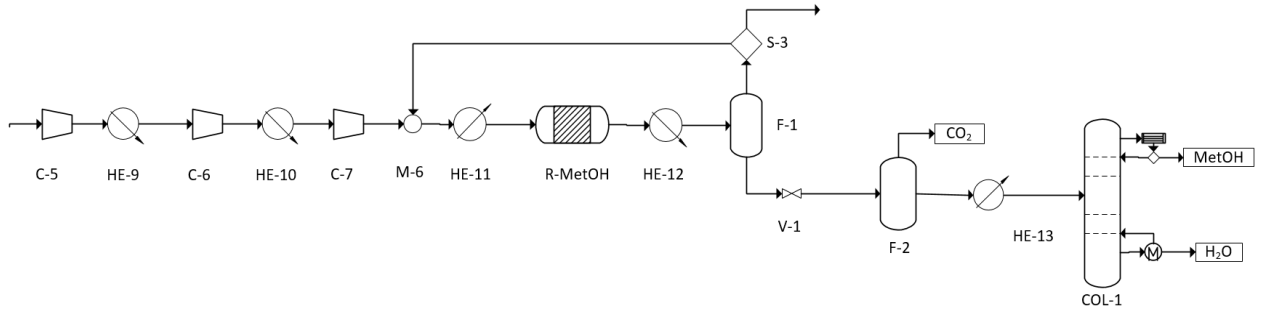 S-3
F-1
CO₂
MetOH
C-5
HE-9
C-6
HE-10
C-7
M-6
HE-11
R-MetOH
HE-12
V-1
F-2
HE-13
M
H₂O
COL-1